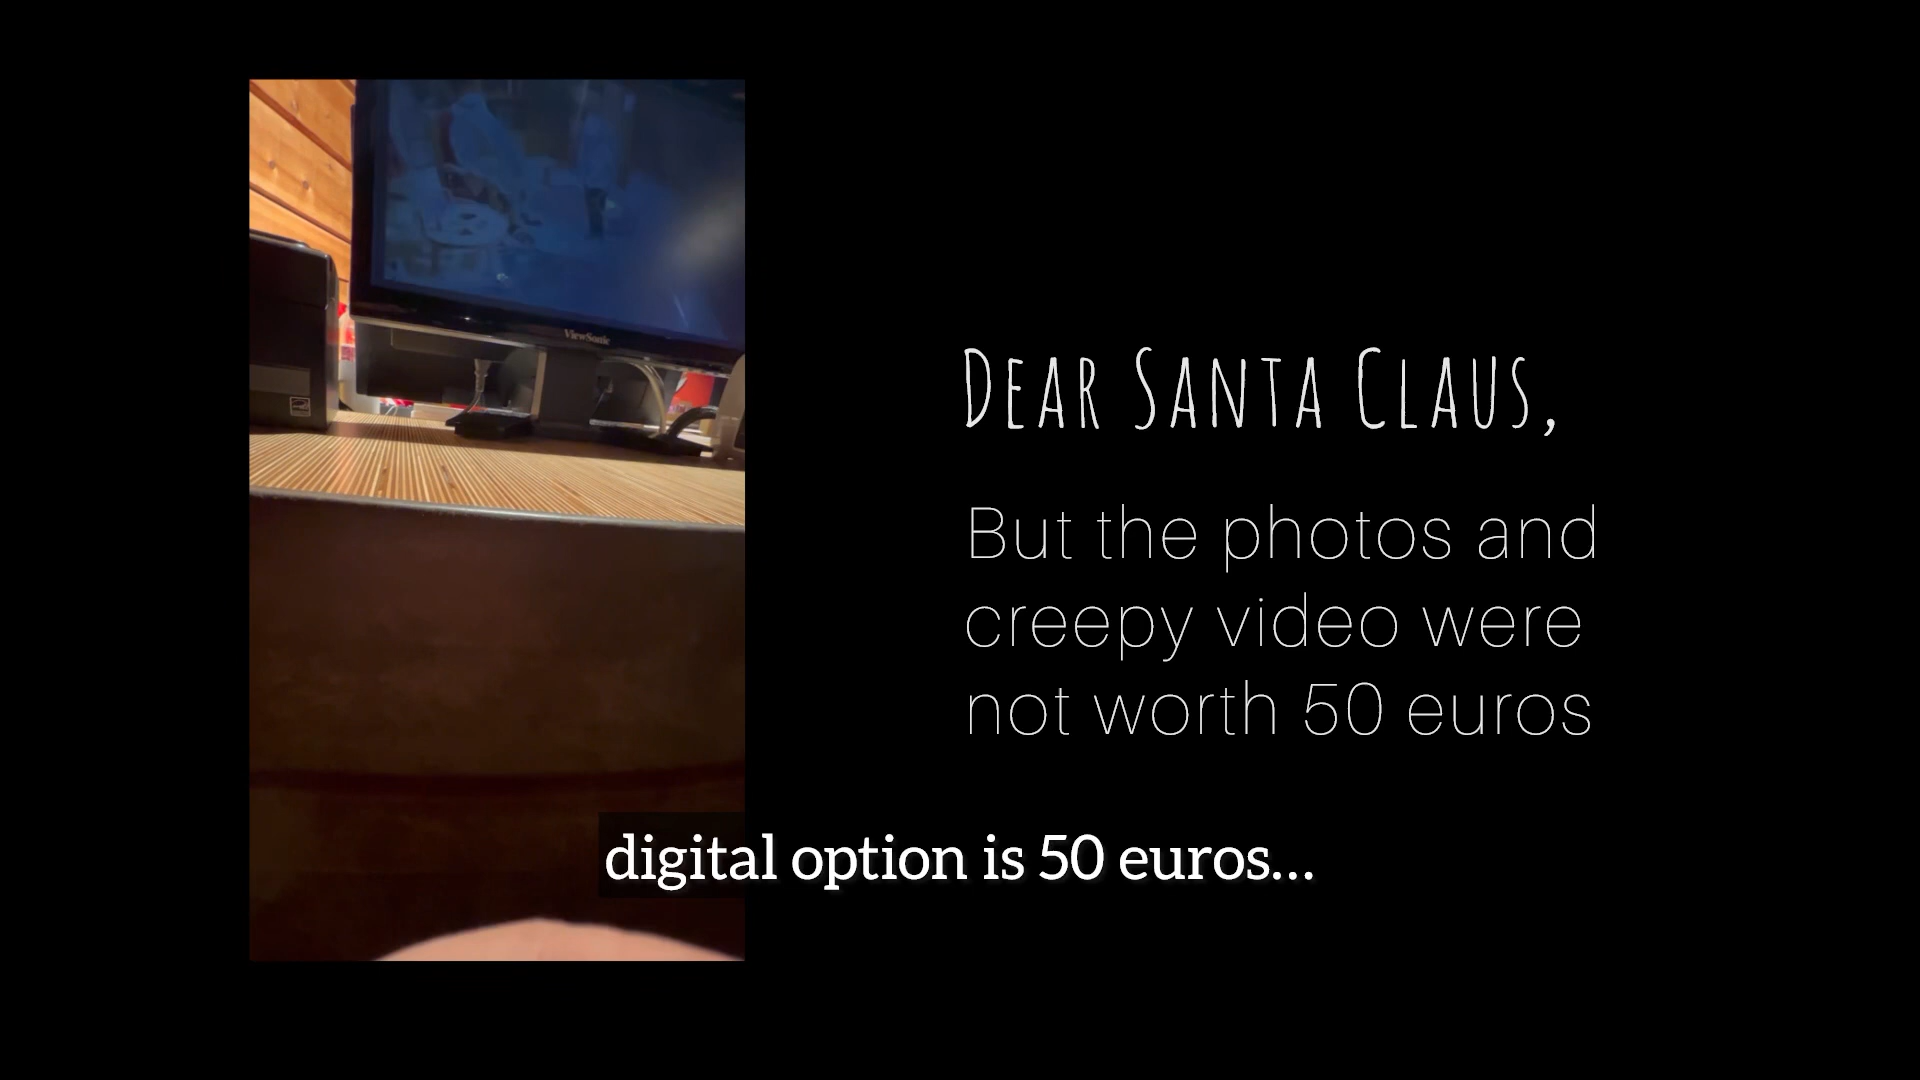 ViewSonic
DEAR SANTA CLAUS,
But the photos and
creepy video were
not worth 50 euros
digital option is 50 euros...